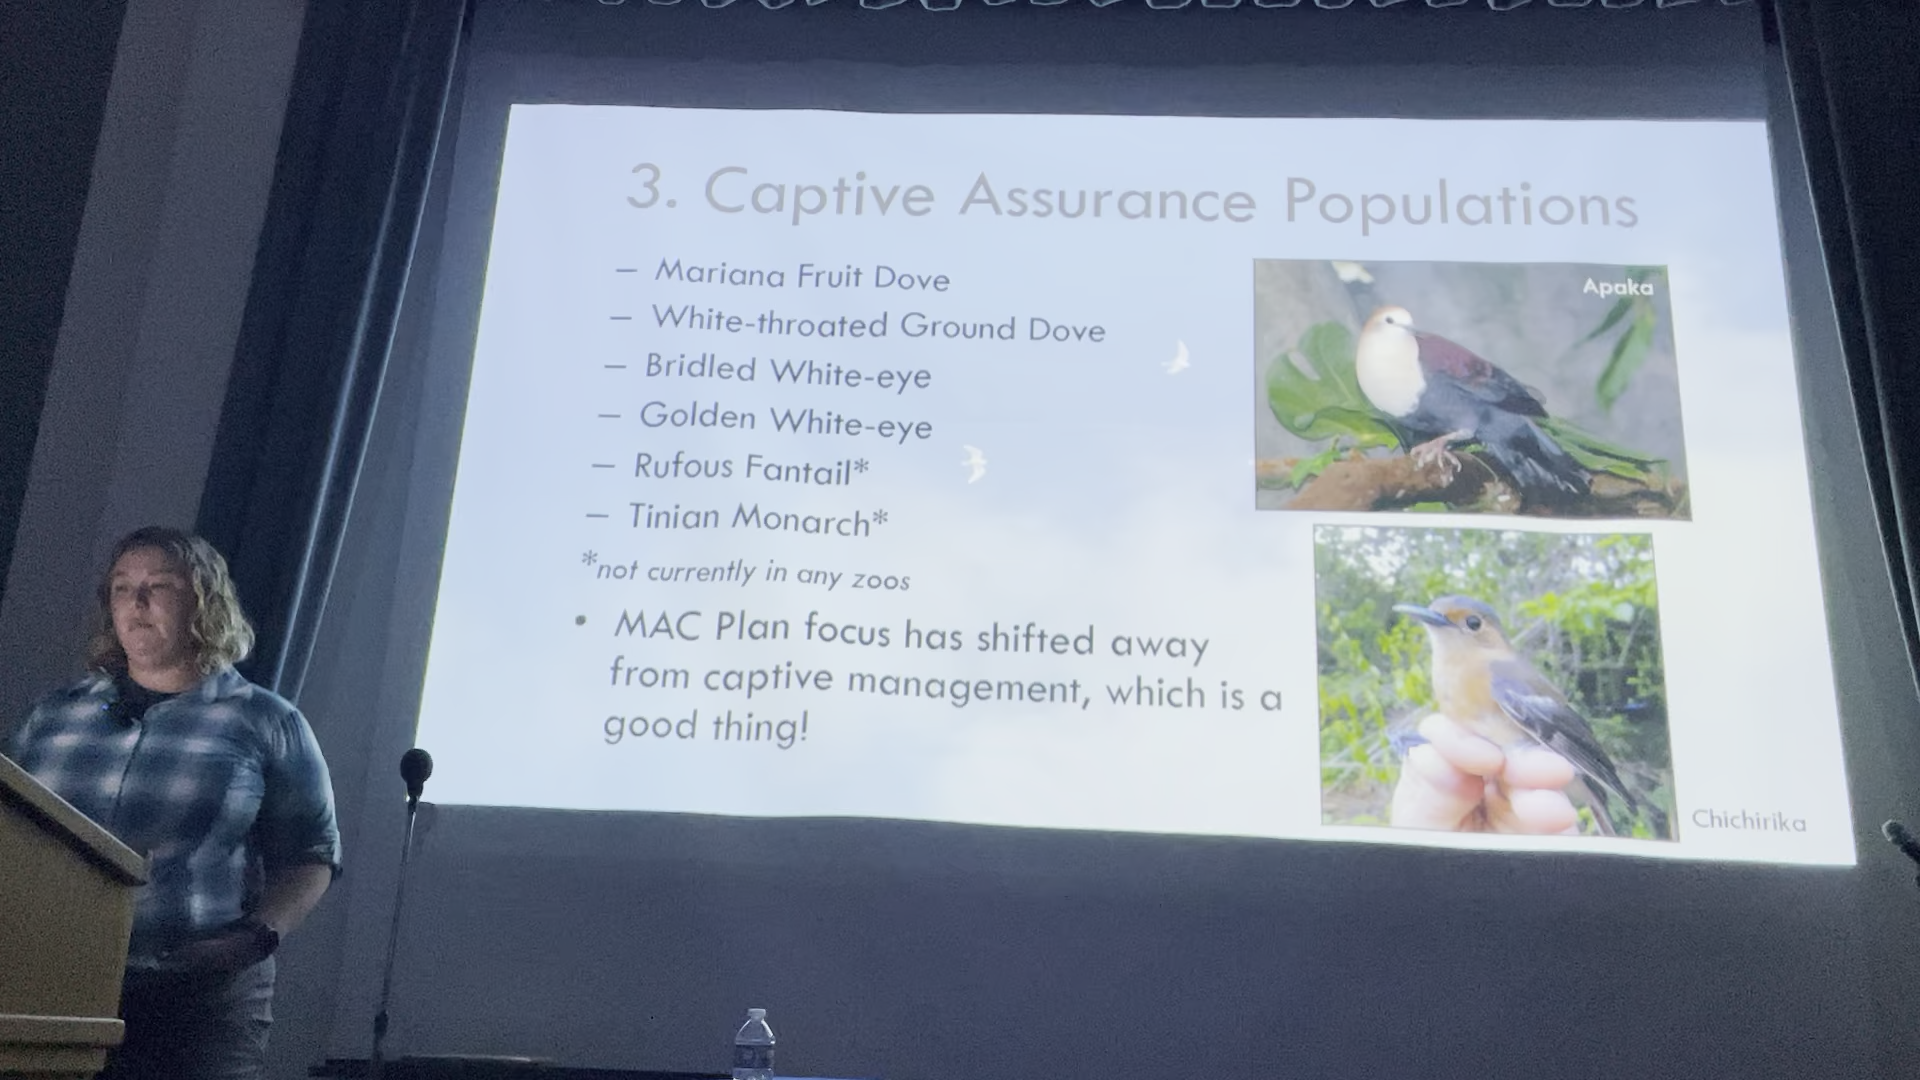 3. Captive Assurance Populations
– Mariana Fruit Dove
– White-throated Ground Dove
– Bridled White-eye
– Golden White-eye
– Rufous Fantail*
– Tinian Monarch*
*not currently in any zoos
• MAC Plan focus has shifted away
from captive management, which is a
good thing!
Apaka
Chichirika